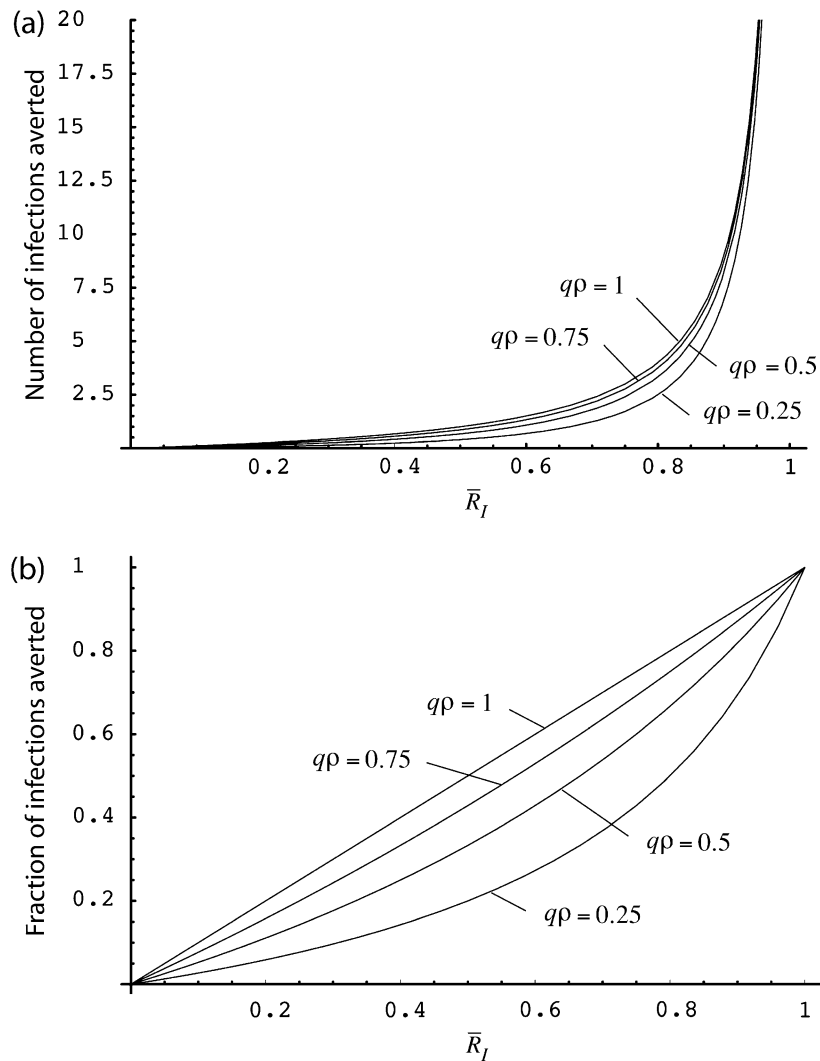 (a)
Number of infections averted
20
17.5
15
12.5
10
7.5
5
2.5
qρ = 1
qρ = 0.75
qρ = 0.5
qρ = 0.25
0.2 0.4 0.6 0.8 1
R̅I
(b)
Fraction of infections averted
1
0.8
0.6
0.4
0.2
qρ = 1
qρ = 0.75
qρ = 0.5
qρ = 0.25
0.2 0.4 0.6 0.8 1
R̅I